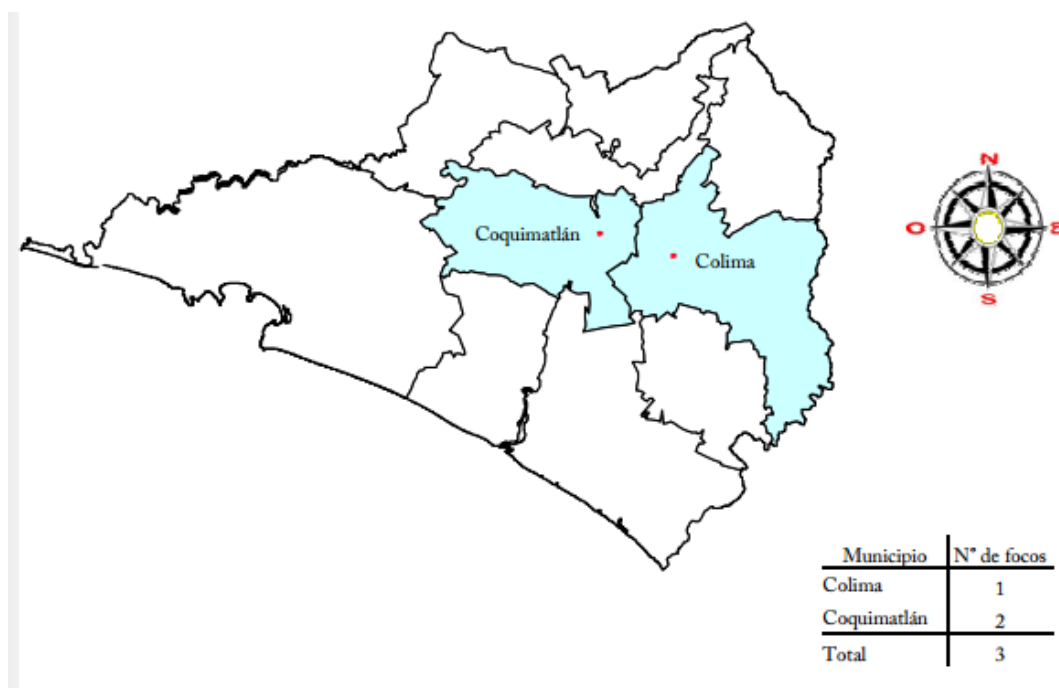 N
O
E
S
Coquimatlán
Colima
Municipio N° de focos
Colima 1
Coquimatlán 2
Total 3